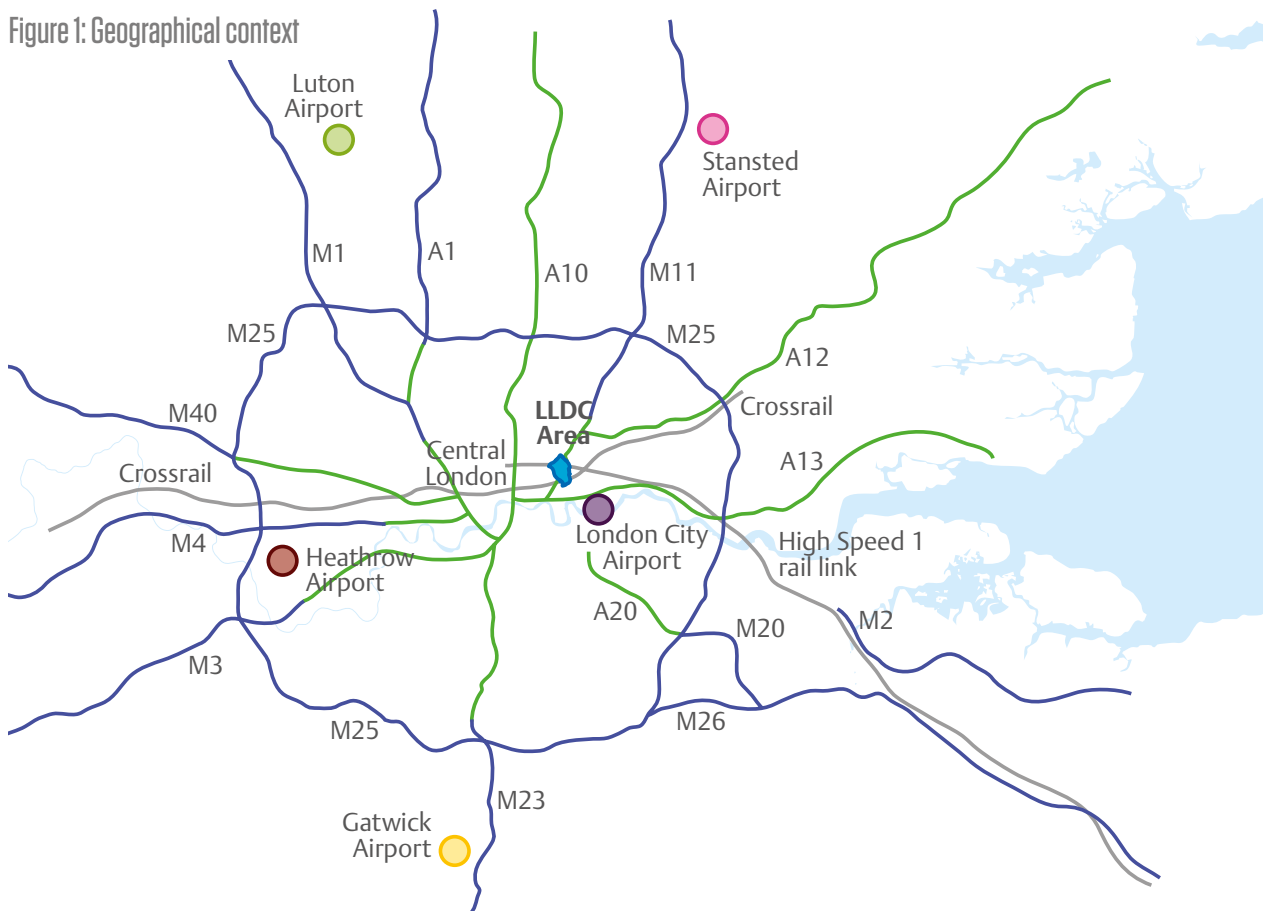 Figure 1: Geographical context
Luton
Airport
Stansted
Airport
M1
A1
A10
M11
M25
M25
A12
M40
LLDC
Area
Crossrail
Central
London
A13
Crossrail
M4
London City
Airport
High Speed 1
rail link
Heathrow
Airport
A20
M20
M2
M3
M25
M26
M23
Gatwick
Airport